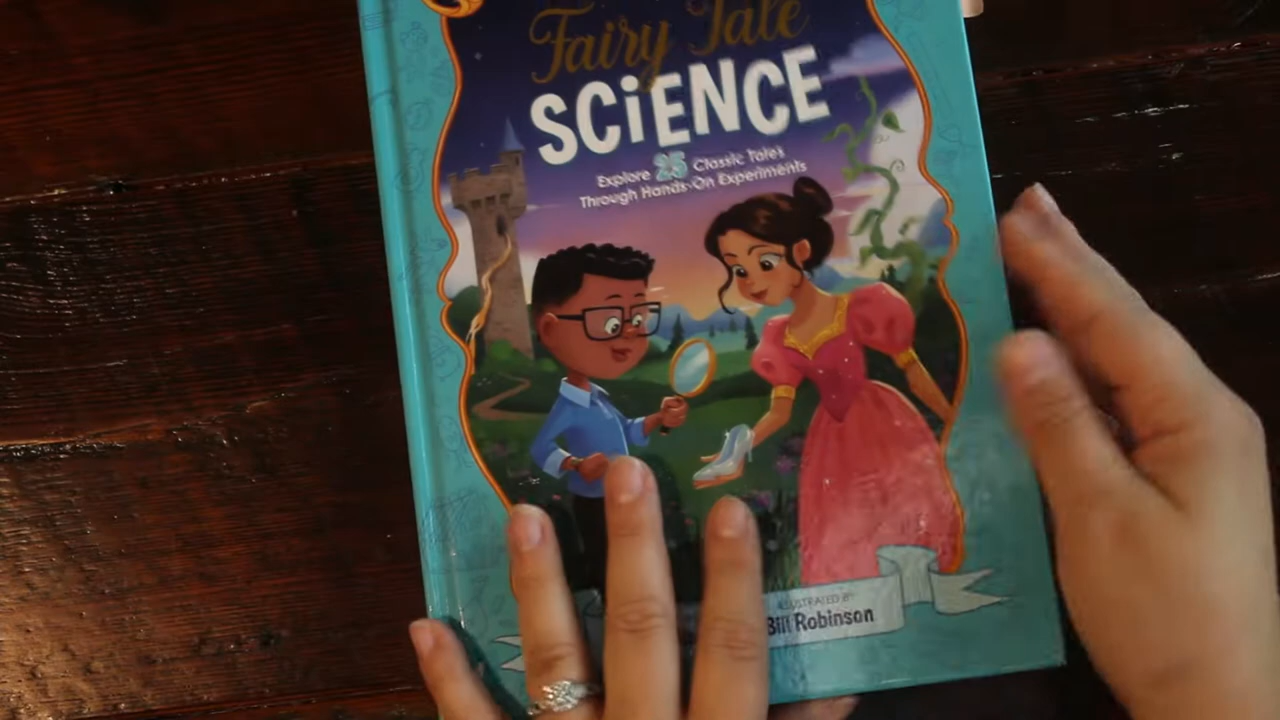 Fairy Tale
SCiENCE
Explore 25 Classic Tales
Through Hands-On Experiments
ILLUSTRATED BY
Bill Robinson